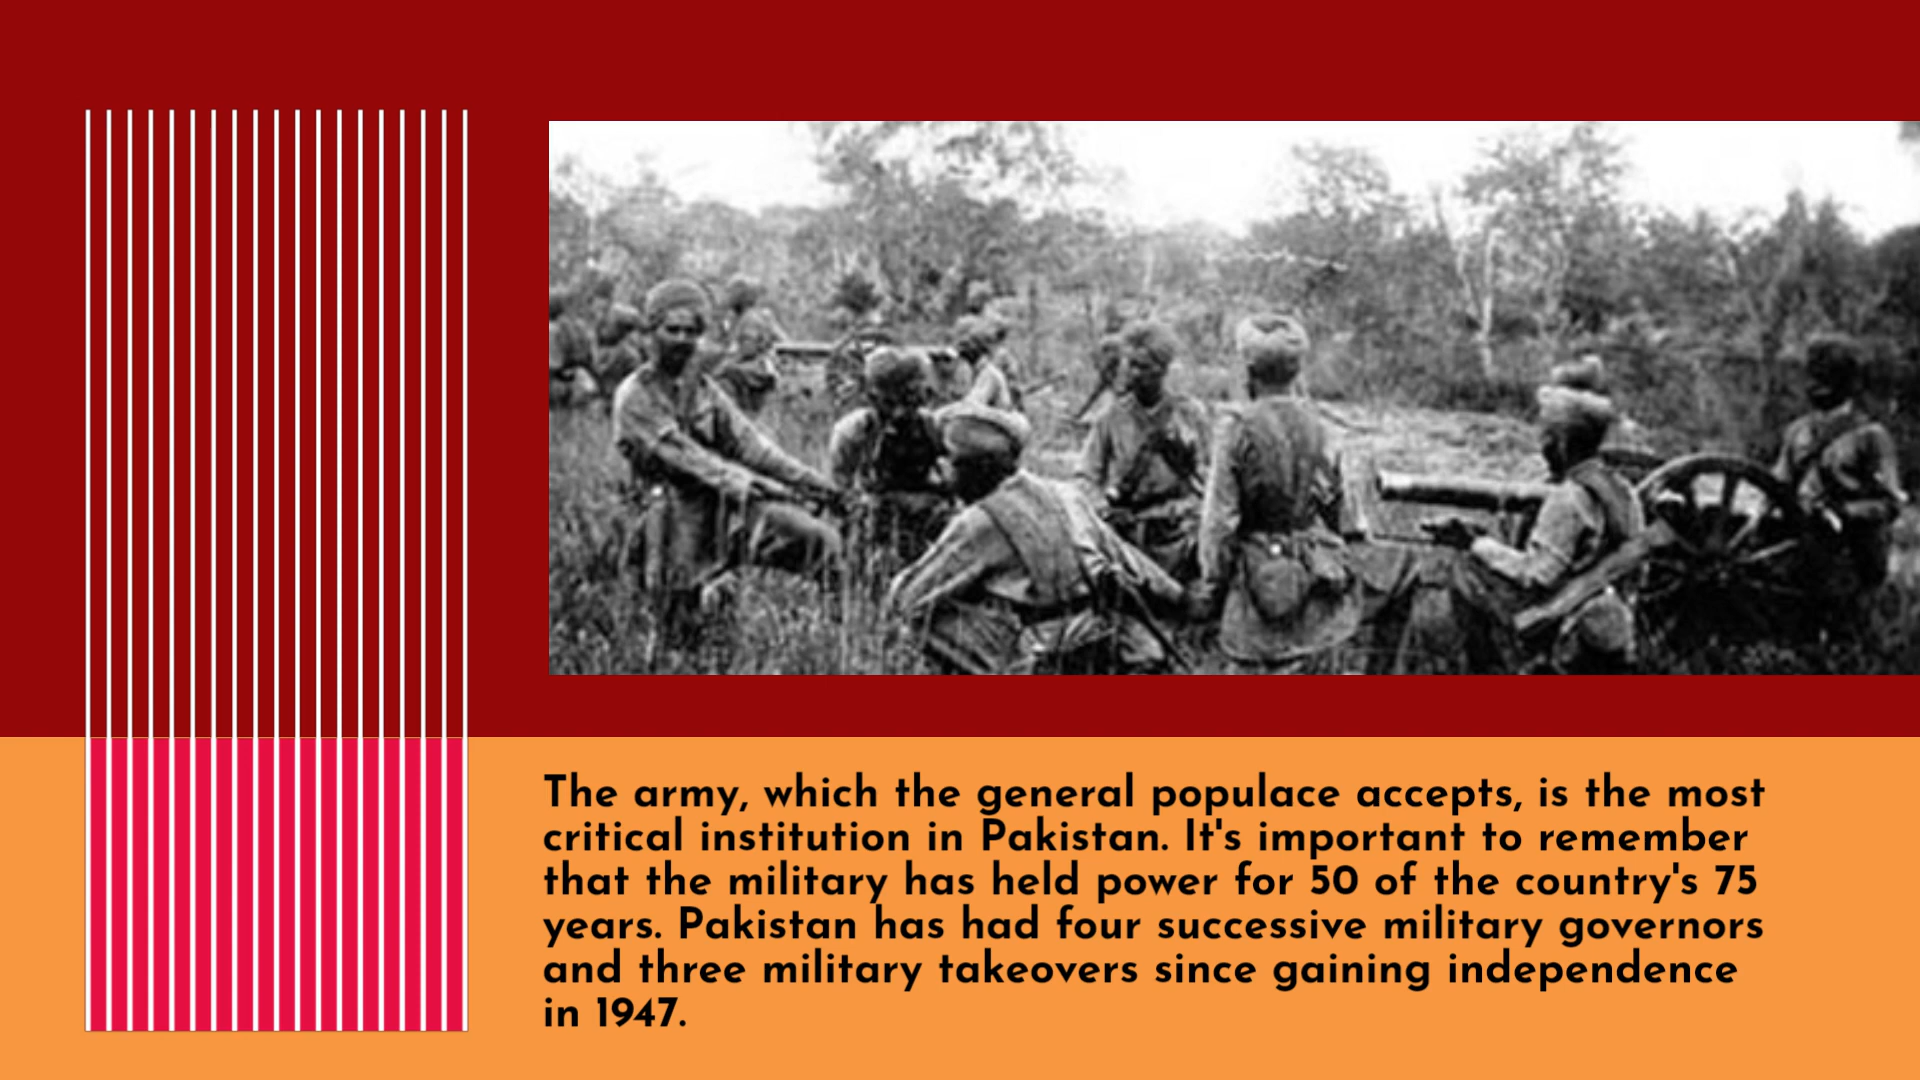 The army, which the general populace accepts, is the most
critical institution in Pakistan. It's important to remember
that the military has held power for 50 of the country's 75
years. Pakistan has had four successive military governors
and three military takeovers since gaining independence
in 1947.